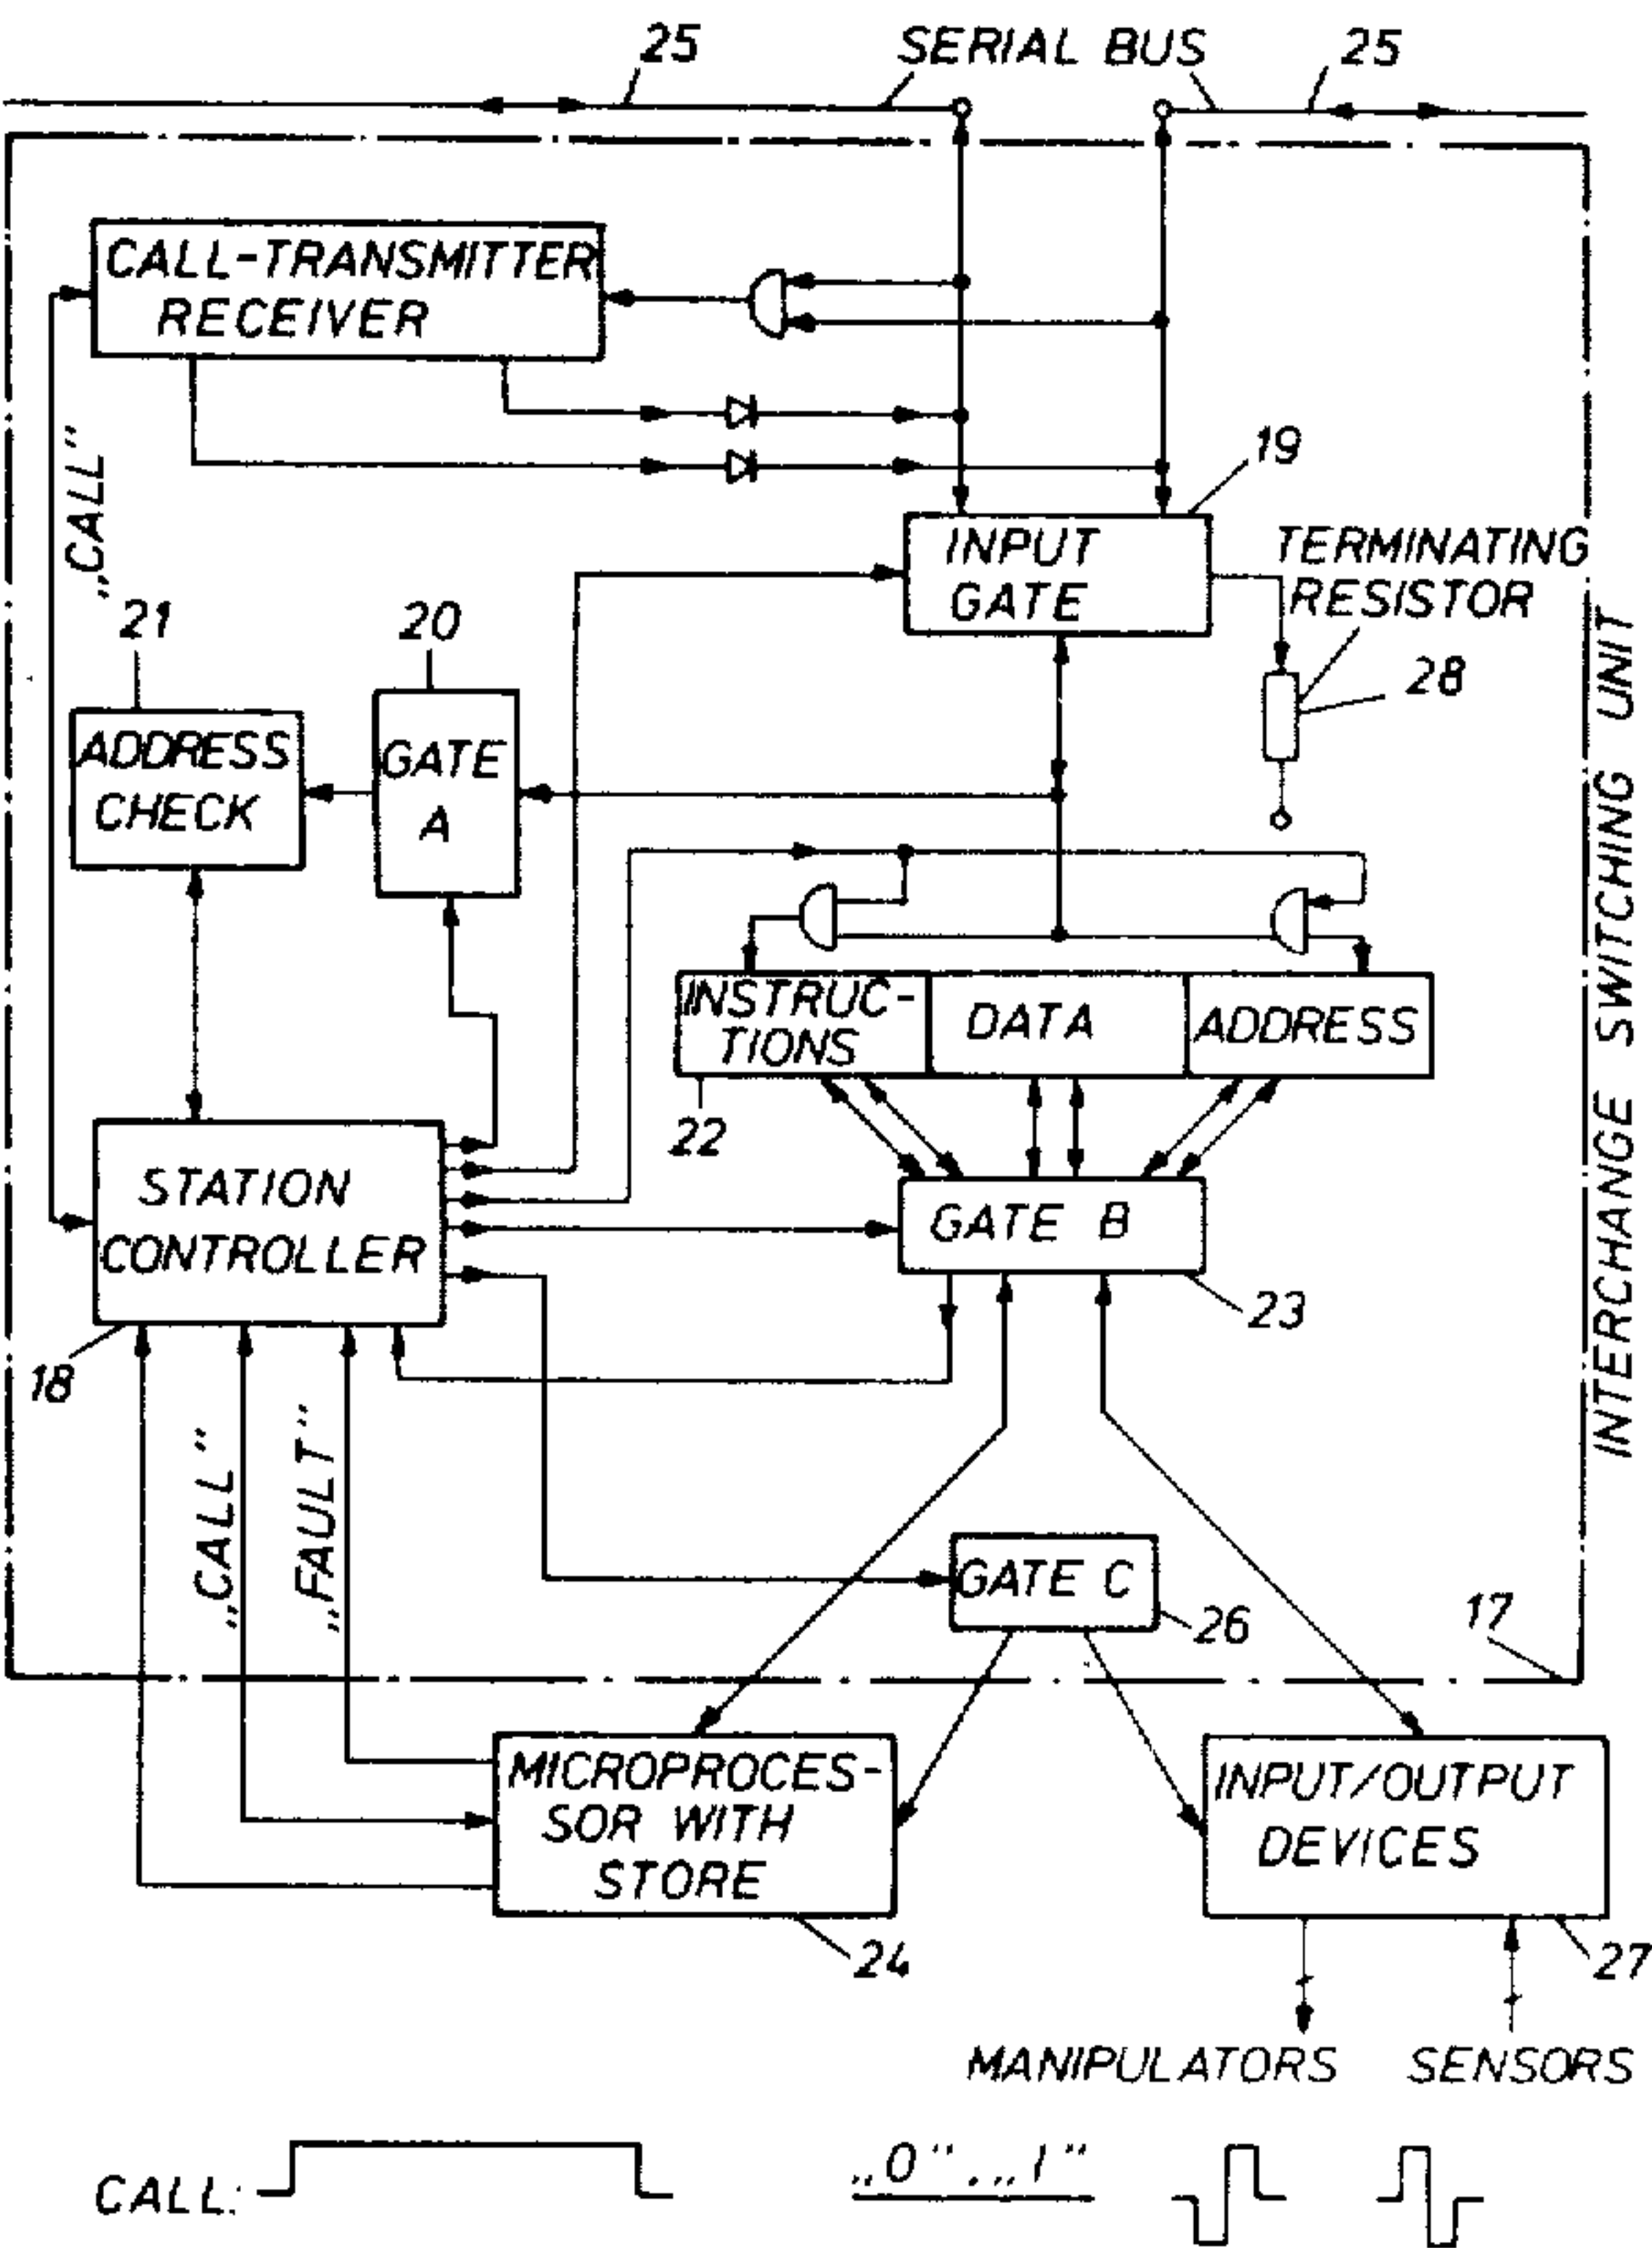 25 SERIAL BUS 25
CALL-TRANSMITTER
RECEIVER
„CALL”
19
INPUT
GATE
TERMINATING
RESISTOR
28
21
20
ADDRESS
CHECK
GATE
A
INTERCHANGE SWITCHING UNIT
INSTRUC-
TIONS
DATA
ADDRESS
22
STATION
CONTROLLER
GATE B
23
18
„CALL”
„FAULT”
GATE C
26
17
MICROPROCES-
SOR WITH
STORE
INPUT/OUTPUT
DEVICES
24
27
MANIPULATORS SENSORS
CALL:
„0”, „1”